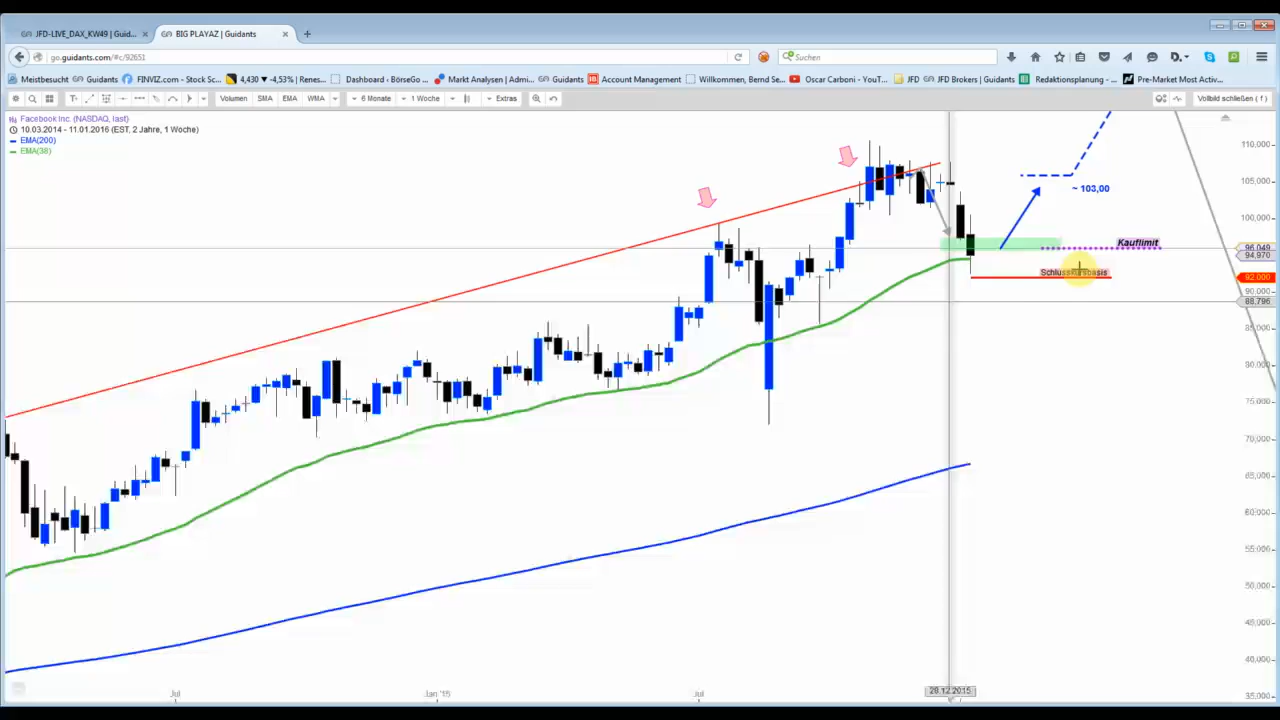 JFD-LIVE_DAX_KW49 | Guid...
BIG PLAYAZ | Guidants
go.guidants.com/#c/92651
Suchen
Meistbesucht
Guidants
FINVIZ.com - Stock Sc...
4,430 ▼ -4,53% | Renes...
Dashboard ‹ BörseGo ...
Markt Analysen | Admi...
Guidants
Account Management
Willkommen, Bernd Se...
Oscar Carboni - YouT...
JFD
JFD Brokers | Guidants
Redaktionsplanung - ...
Pre-Market Most Activ...
Volumen
SMA
EMA
WMA
6 Monate
1 Woche
Extras
Vollbild schließen ( f )
Facebook Inc. (NASDAQ, last)
10.03.2014 - 11.01.2016 (EST, 2 Jahre, 1 Woche)
EMA(200)
EMA(38)
110,000
105,000
~ 103,00
100,000
Kauflimit
96,049
94,970
Schlusskursbasis
92,000
90,000
88,796
85,000
80,000
75,000
70,000
65,000
60,000
55,000
50,000
45,000
40,000
35,000
Jul
Jan '15
Jul
28.12.2015